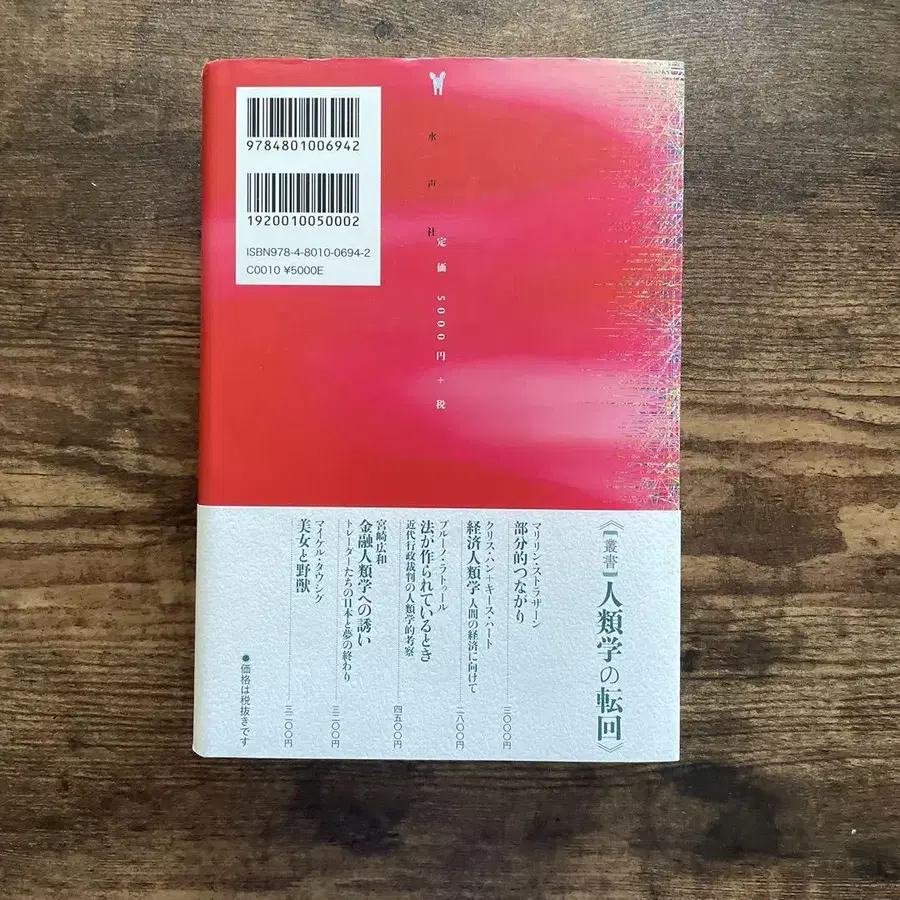 9784801006942
1920010050002
ISBN978-4-8010-0694-2
C0010 ¥5000E
水声社
定価 5000円+税
《【叢書】人類学の転回》
マリリン・ストラザーン
部分的つながり
三〇〇〇円
クリス・ハン+キース・ハート
経済人類学 人間の経済に向けて
二八〇〇円
ブルーノ・ラトゥール
法が作られているとき
近代行政裁判の人類学的考察
四五〇〇円
宮崎広和
金融人類学への誘い
トレーダーたちの日本と夢の終わり
三二〇〇円
マイケル・タウシグ
美女と野獣
三二〇〇円
●価格は税抜きです